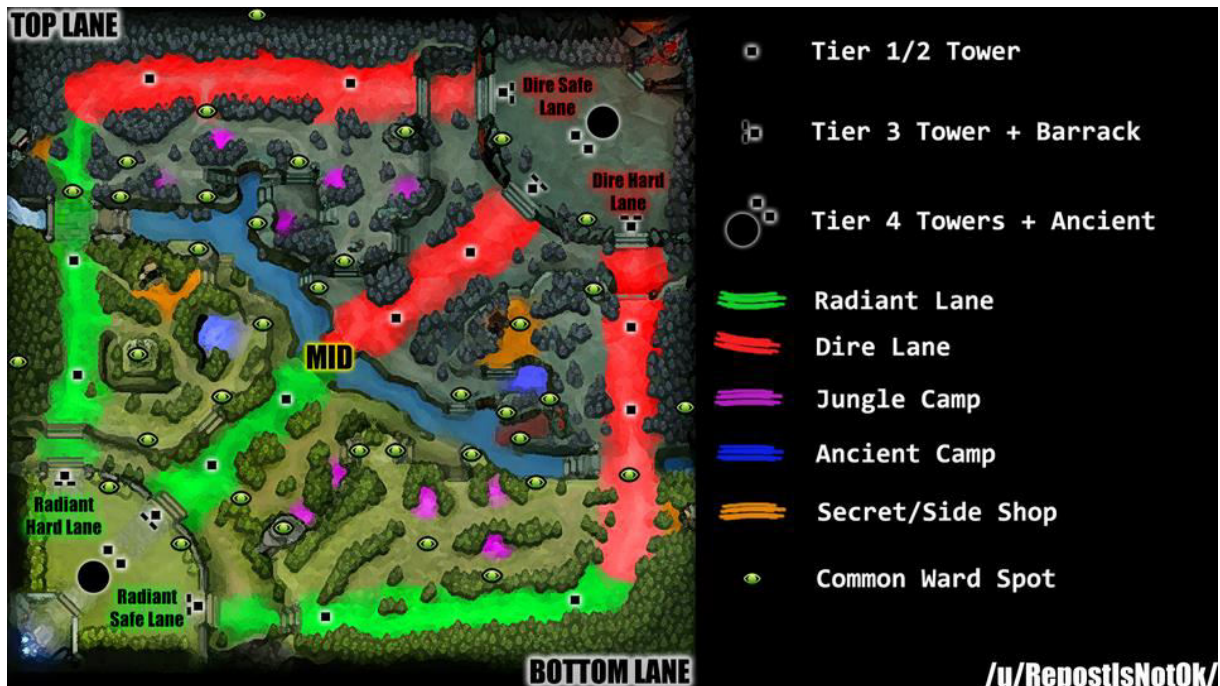 TOP LANE
Dire Safe
Lane
Dire Hard
Lane
MID
Radiant
Hard Lane
Radiant
Safe Lane
BOTTOM LANE
Tier 1/2 Tower
Tier 3 Tower + Barrack
Tier 4 Towers + Ancient
Radiant Lane
Dire Lane
Jungle Camp
Ancient Camp
Secret/Side Shop
Common Ward Spot
/u/RepostIsNotOk/